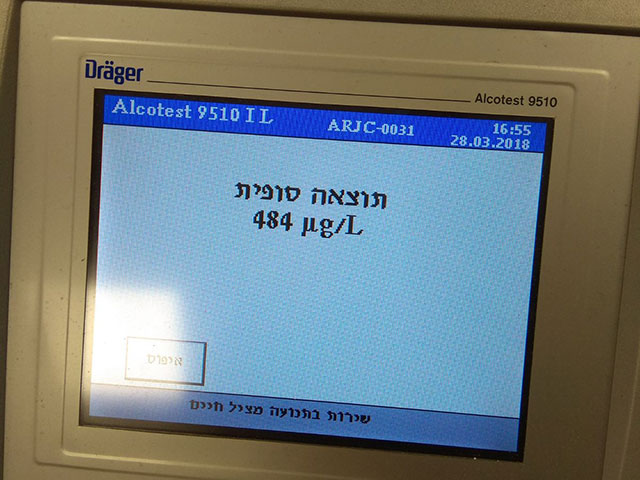 Dräger
Alcotest 9510
Alcotest 9510 I L ARJC-0031 16:55
28.03.2018
תוצאה סופית
484 µg/L
איפוס
שירות בתנועה מציל חיים